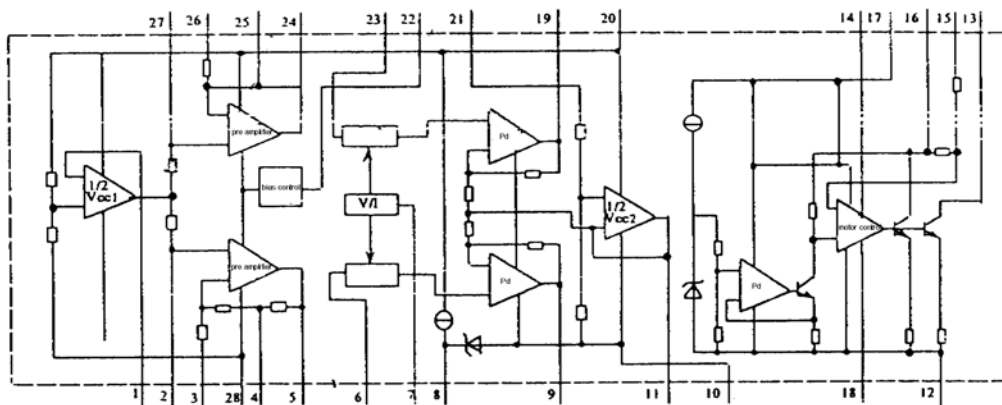 27 26 25 24 23 22 21 19 20 14 17 16 15 13
pre amplifier
Pd
1/2
Vcc1
bias control
V/I
1/2
Vcc2
motor control
pre amplifier
Pd
Pd
1 2 3 28 4 5 6 7 8 9 11 10 18 12